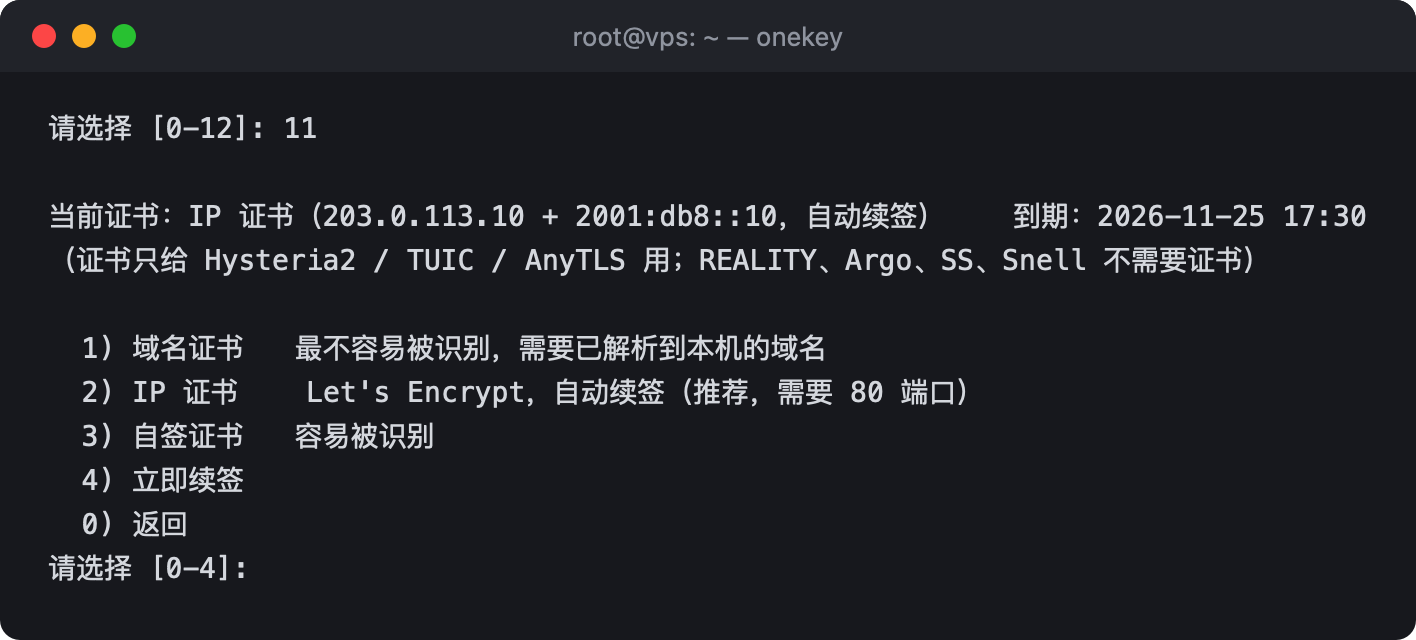 root@vps: ~ — onekey
请选择 [0-12]: 11
当前证书：IP 证书（203.0.113.10 + 2001:db8::10，自动续签）    到期：2026-11-25 17:30
（证书只给 Hysteria2 / TUIC / AnyTLS 用；REALITY、Argo、SS、Snell 不需要证书）
1) 域名证书   最不容易被识别，需要已解析到本机的域名
2) IP 证书    Let's Encrypt，自动续签（推荐，需要 80 端口）
3) 自签证书   容易被识别
4) 立即续签
0) 返回
请选择 [0-4]: